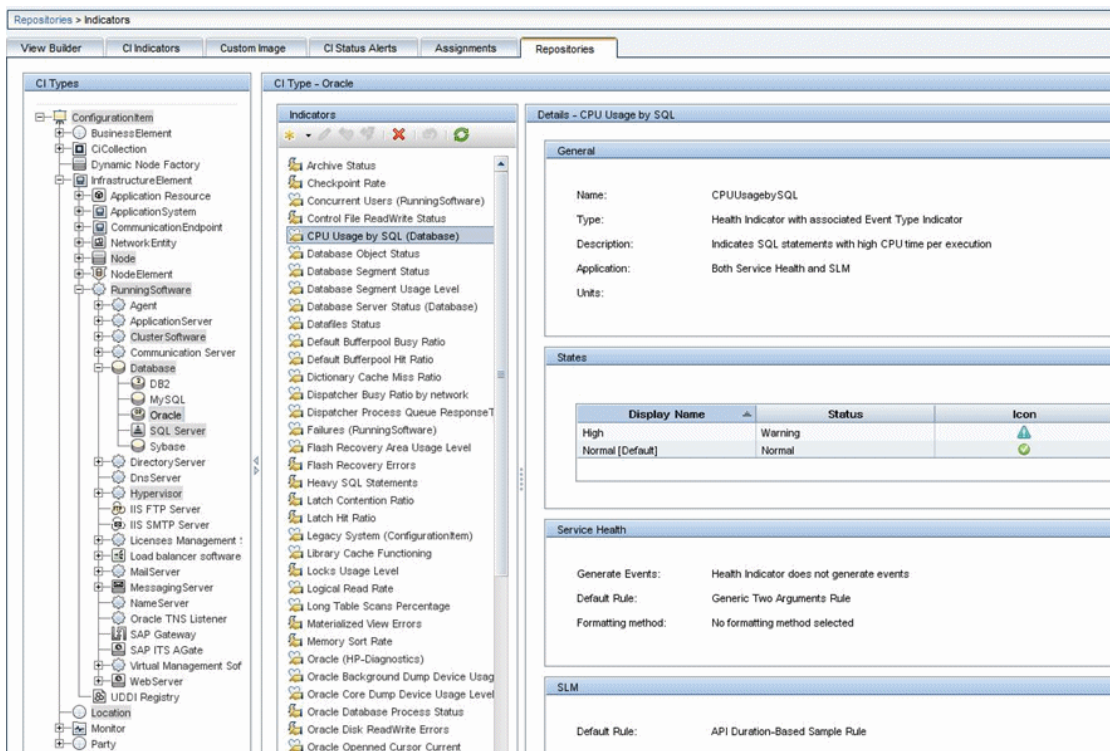 Repositories > Indicators
View Builder
CI Indicators
Custom Image
CI Status Alerts
Assignments
Repositories
CI Types
ConfigurationItem
BusinessElement
CiCollection
Dynamic Node Factory
InfrastructureElement
Application Resource
ApplicationSystem
CommunicationEndpoint
NetworkEntity
Node
NodeElement
RunningSoftware
Agent
ApplicationServer
ClusterSoftware
Communication Server
Database
DB2
MySQL
Oracle
SQL Server
Sybase
DirectoryServer
DnsServer
Hypervisor
IIS FTP Server
IIS SMTP Server
Licenses Management S
Load balancer software
MailServer
MessagingServer
NameServer
Oracle TNS Listener
SAP Gateway
SAP ITS AGate
Virtual Management Sof
WebServer
UDDI Registry
Location
Monitor
Party
CI Type - Oracle
Indicators
Archive Status
Checkpoint Rate
Concurrent Users (RunningSoftware)
Control File ReadWrite Status
CPU Usage by SQL (Database)
Database Object Status
Database Segment Status
Database Segment Usage Level
Database Server Status (Database)
Datafiles Status
Default Bufferpool Busy Ratio
Default Bufferpool Hit Ratio
Dictionary Cache Miss Ratio
Dispatcher Busy Ratio by network
Dispatcher Process Queue ResponseT
Failures (RunningSoftware)
Flash Recovery Area Usage Level
Flash Recovery Errors
Heavy SQL Statements
Latch Contention Ratio
Latch Hit Ratio
Legacy System (ConfigurationItem)
Library Cache Functioning
Locks Usage Level
Logical Read Rate
Long Table Scans Percentage
Materialized View Errors
Memory Sort Rate
Oracle (HP-Diagnostics)
Oracle Background Dump Device Usag
Oracle Core Dump Device Usage Level
Oracle Database Process Status
Oracle Disk ReadWrite Errors
Oracle Openned Cursor Current
Details - CPU Usage by SQL
General
Name: CPUUsagebySQL
Type: Health Indicator with associated Event Type Indicator
Description: Indicates SQL statements with high CPU time per execution
Application: Both Service Health and SLM
Units:
States
Display Name Status Icon
High Warning
Normal [Default] Normal
Service Health
Generate Events: Health Indicator does not generate events
Default Rule: Generic Two Arguments Rule
Formatting method: No formatting method selected
SLM
Default Rule: API Duration-Based Sample Rule